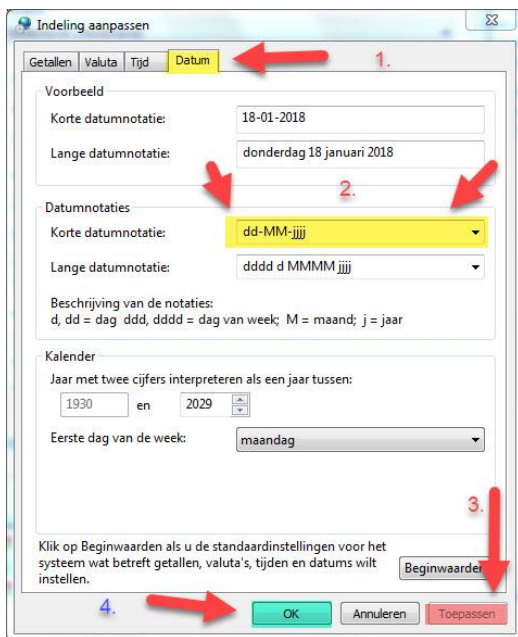 Indeling aanpassen
Getallen Valuta Tijd Datum 1.
Voorbeeld
Korte datumnotatie: 18-01-2018
Lange datumnotatie: donderdag 18 januari 2018
2.
Datumnotaties
Korte datumnotatie: dd-MM-jjjj
Lange datumnotatie: dddd d MMMM jjjj
Beschrijving van de notaties:
d, dd = dag ddd, dddd = dag van week; M = maand; j = jaar
Kalender
Jaar met twee cijfers interpreteren als een jaar tussen:
1930 en 2029
Eerste dag van de week: maandag
3.
Klik op Beginwaarden als u de standaardinstellingen voor het
systeem wat betreft getallen, valuta's, tijden en datums wilt
instellen.
Beginwaarden
4. OK Annuleren Toepassen